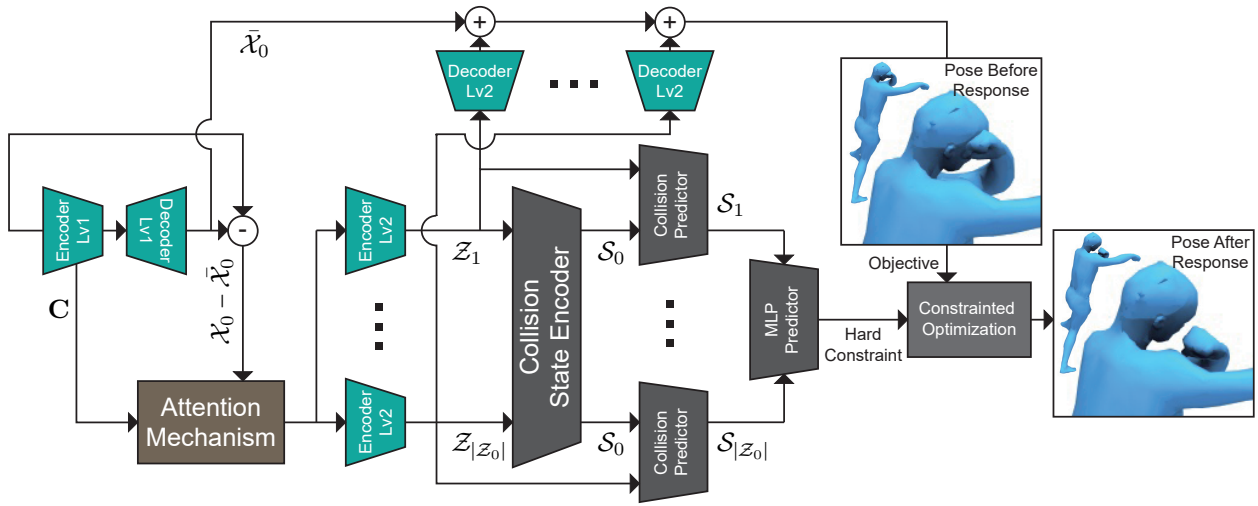 𝒳̄₀
+
+
Decoder
Lv2
Decoder
Lv2
Pose Before
Response
Encoder
Lv1
Decoder
Lv1
-
Encoder
Lv2
𝒵₁
Collision
State Encoder
𝒮₀
Collision
Predictor
𝒮₁
Objective
Pose After
Response
C
𝒳₀ − 𝒳̄₀
MLP
Predictor
Hard
Constraint
Constrainted
Optimization
Attention
Mechanism
Encoder
Lv2
𝒵|𝒵₀|
𝒮₀
Collision
Predictor
𝒮|𝒵₀|